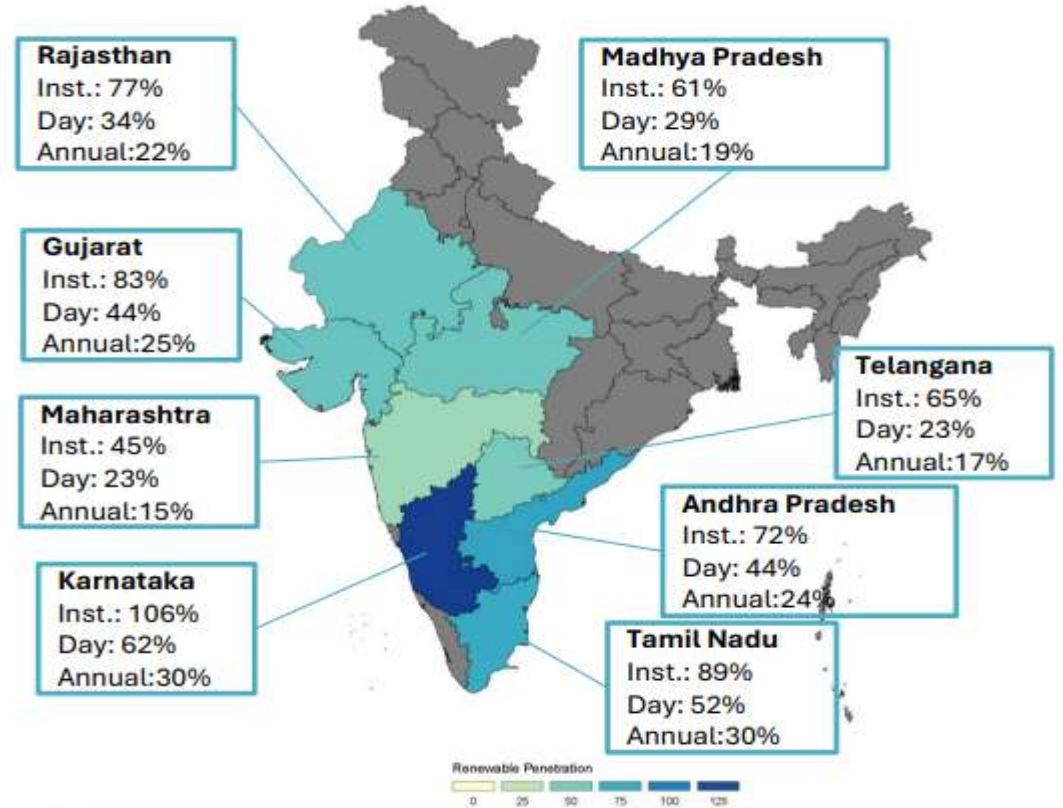 Rajasthan
Inst.: 77%
Day: 34%
Annual:22%
Madhya Pradesh
Inst.: 61%
Day: 29%
Annual:19%
Gujarat
Inst.: 83%
Day: 44%
Annual:25%
Telangana
Inst.: 65%
Day: 23%
Annual:17%
Maharashtra
Inst.: 45%
Day: 23%
Annual:15%
Andhra Pradesh
Inst.: 72%
Day: 44%
Annual:24%
Karnataka
Inst.: 106%
Day: 62%
Annual:30%
Tamil Nadu
Inst.: 89%
Day: 52%
Annual:30%
Renewable Penetration
0 25 50 75 100 125